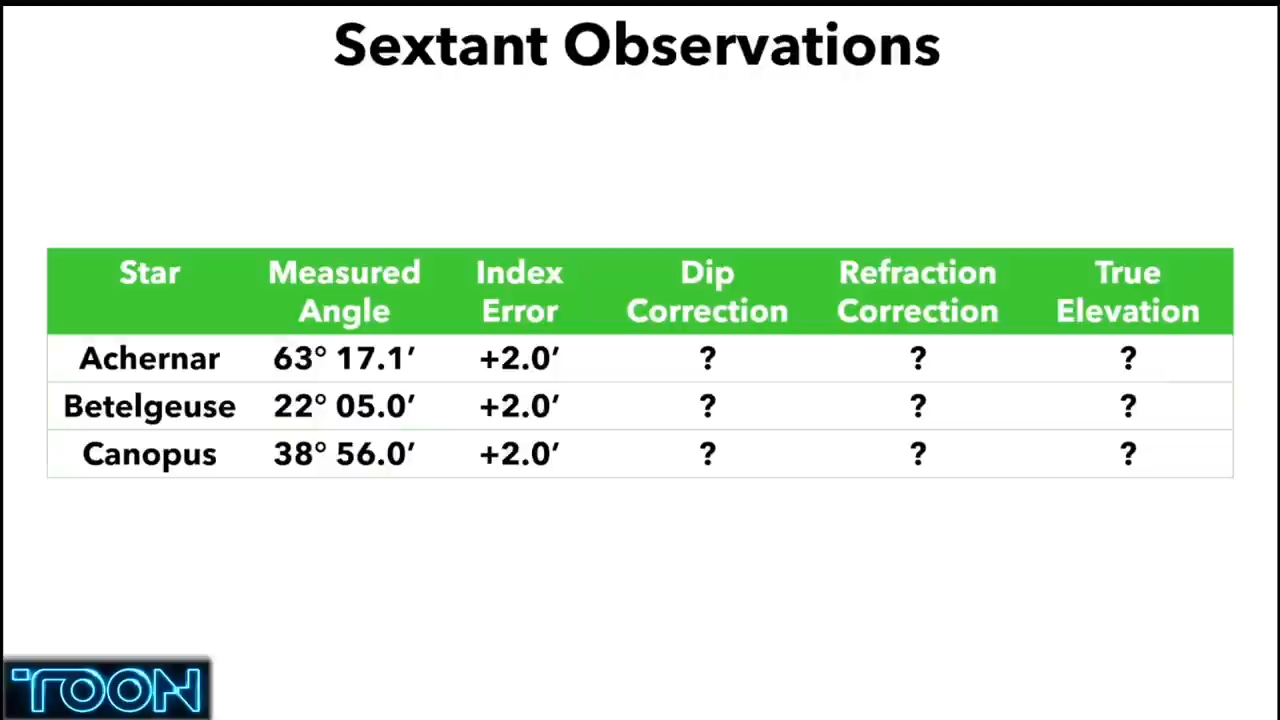 Sextant Observations
Star Measured Angle Index Error Dip Correction Refraction Correction True Elevation
Achernar 63° 17.1′ +2.0′ ? ? ?
Betelgeuse 22° 05.0′ +2.0′ ? ? ?
Canopus 38° 56.0′ +2.0′ ? ? ?
TOON